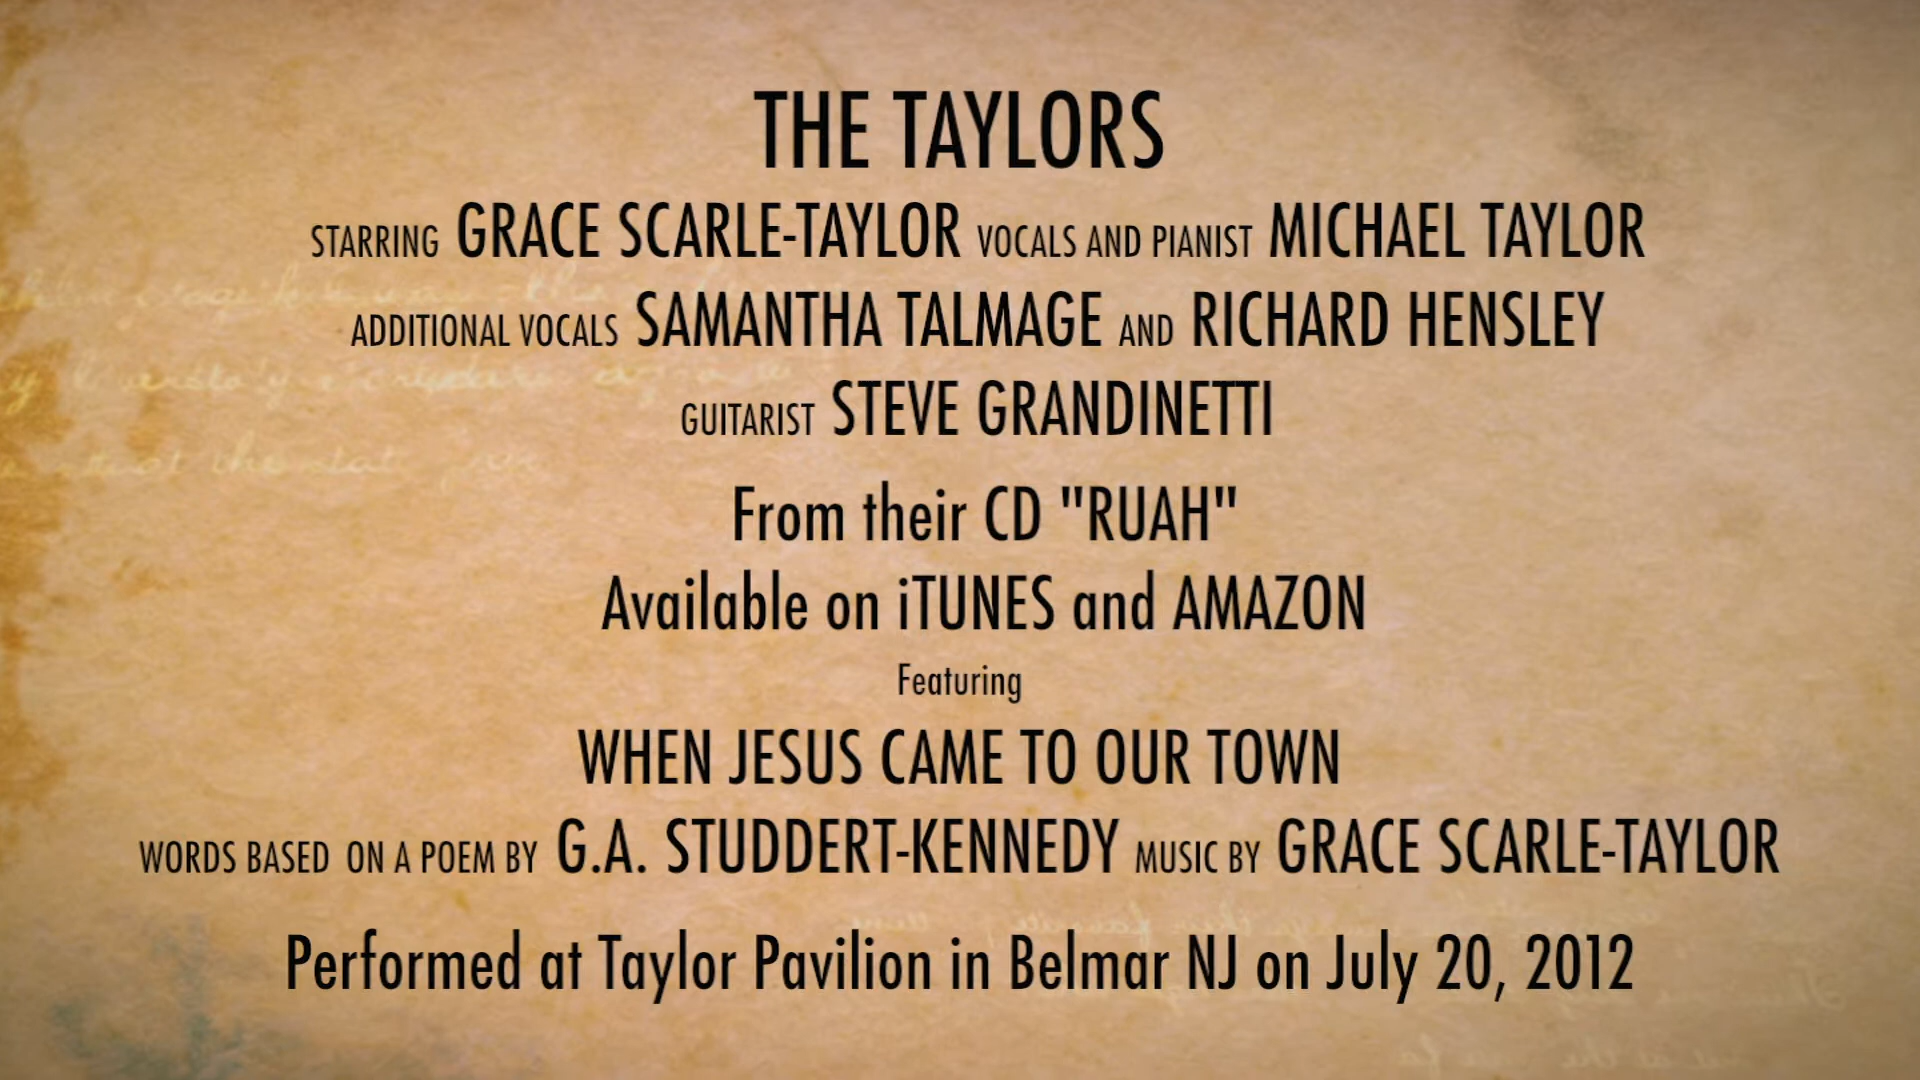 THE TAYLORS
STARRING GRACE SCARLE-TAYLOR VOCALS AND PIANIST MICHAEL TAYLOR
ADDITIONAL VOCALS SAMANTHA TALMAGE AND RICHARD HENSLEY
GUITARIST STEVE GRANDINETTI
From their CD "RUAH"
Available on iTUNES and AMAZON
Featuring
WHEN JESUS CAME TO OUR TOWN
WORDS BASED ON A POEM BY G.A. STUDDERT-KENNEDY MUSIC BY GRACE SCARLE-TAYLOR
Performed at Taylor Pavilion in Belmar NJ on July 20, 2012